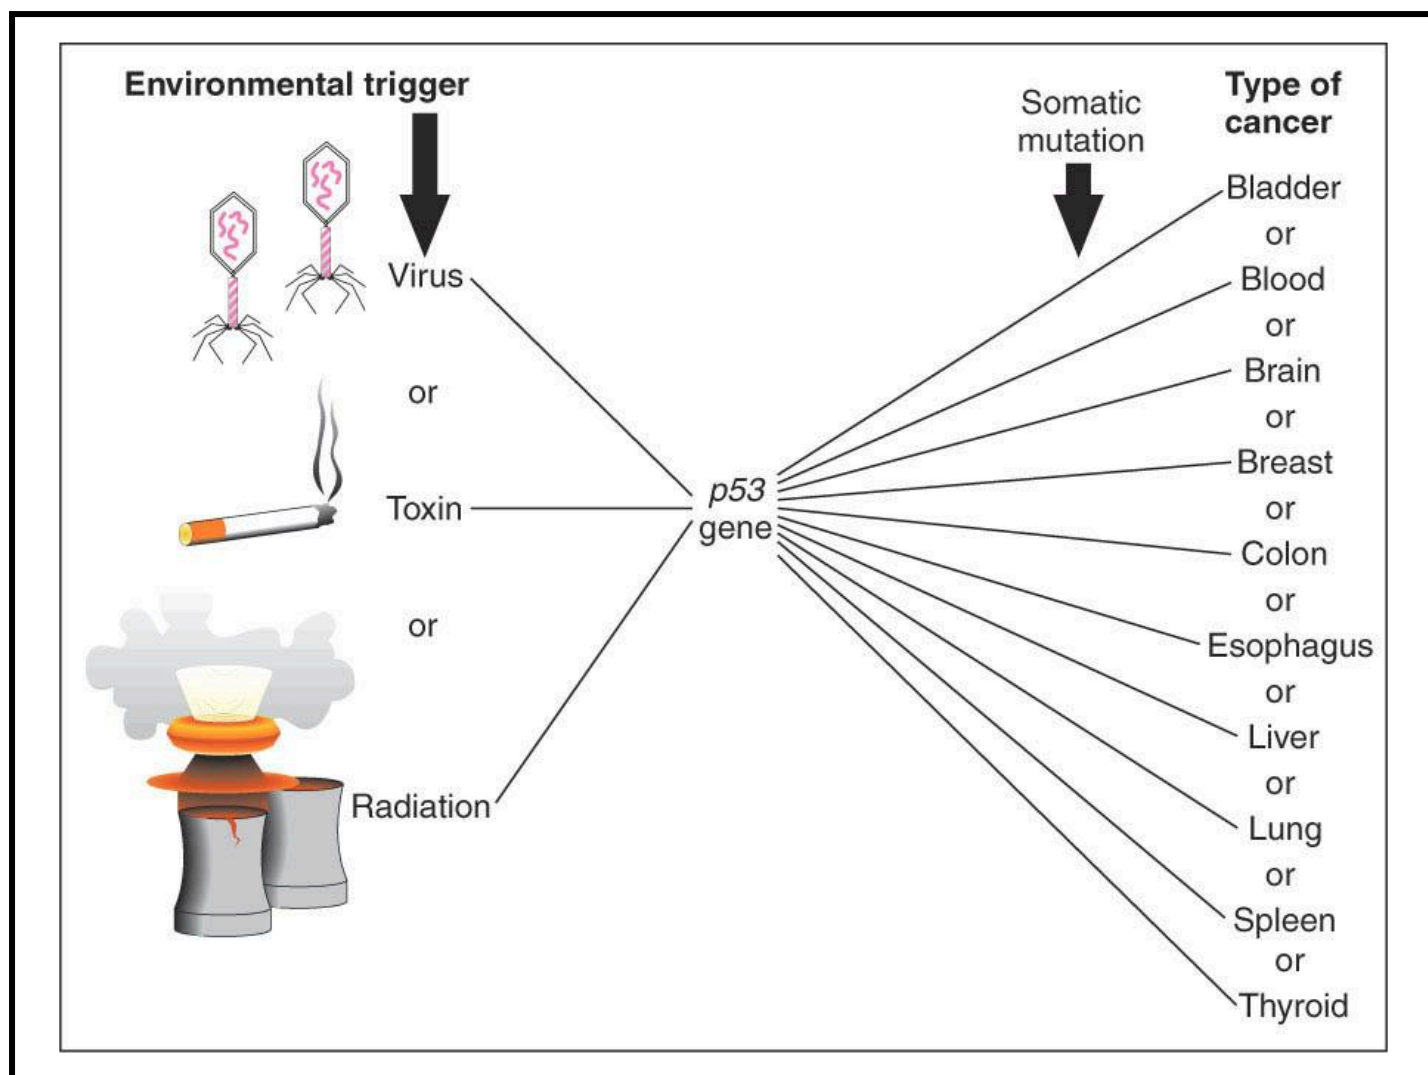 Environmental trigger
Virus
or
Toxin
or
Radiation
p53
gene
Somatic
mutation
Type of
cancer
Bladder
or
Blood
or
Brain
or
Breast
or
Colon
or
Esophagus
or
Liver
or
Lung
or
Spleen
or
Thyroid